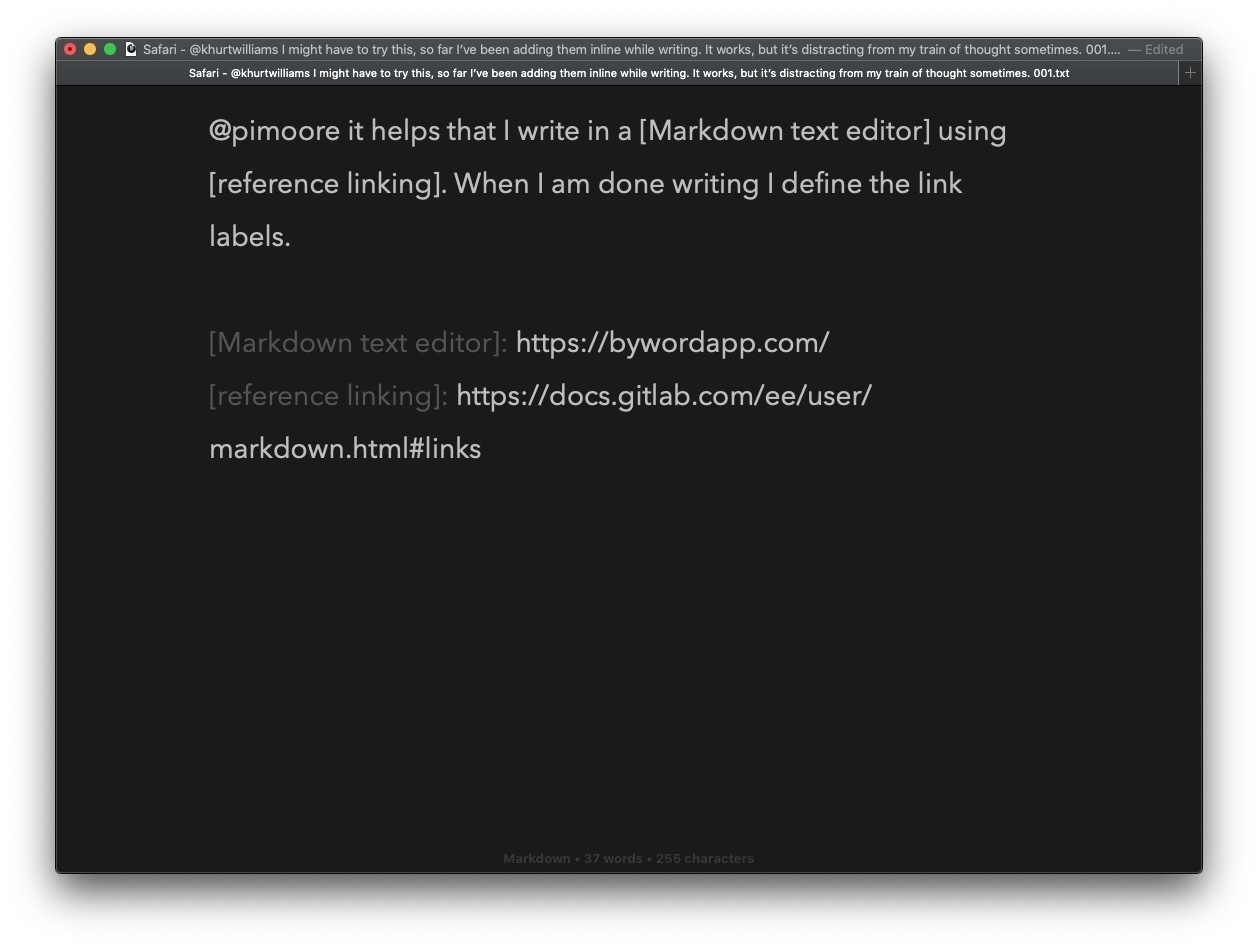 Safari - @khurtwilliams I might have to try this, so far I’ve been adding them inline while writing. It works, but it’s distracting from my train of thought sometimes. 001.... — Edited
Safari - @khurtwilliams I might have to try this, so far I’ve been adding them inline while writing. It works, but it’s distracting from my train of thought sometimes. 001.txt
@pimoore it helps that I write in a [Markdown text editor] using
[reference linking]. When I am done writing I define the link
labels.
[Markdown text editor]: https://bywordapp.com/
[reference linking]: https://docs.gitlab.com/ee/user/
markdown.html#links
Markdown • 37 words • 255 characters